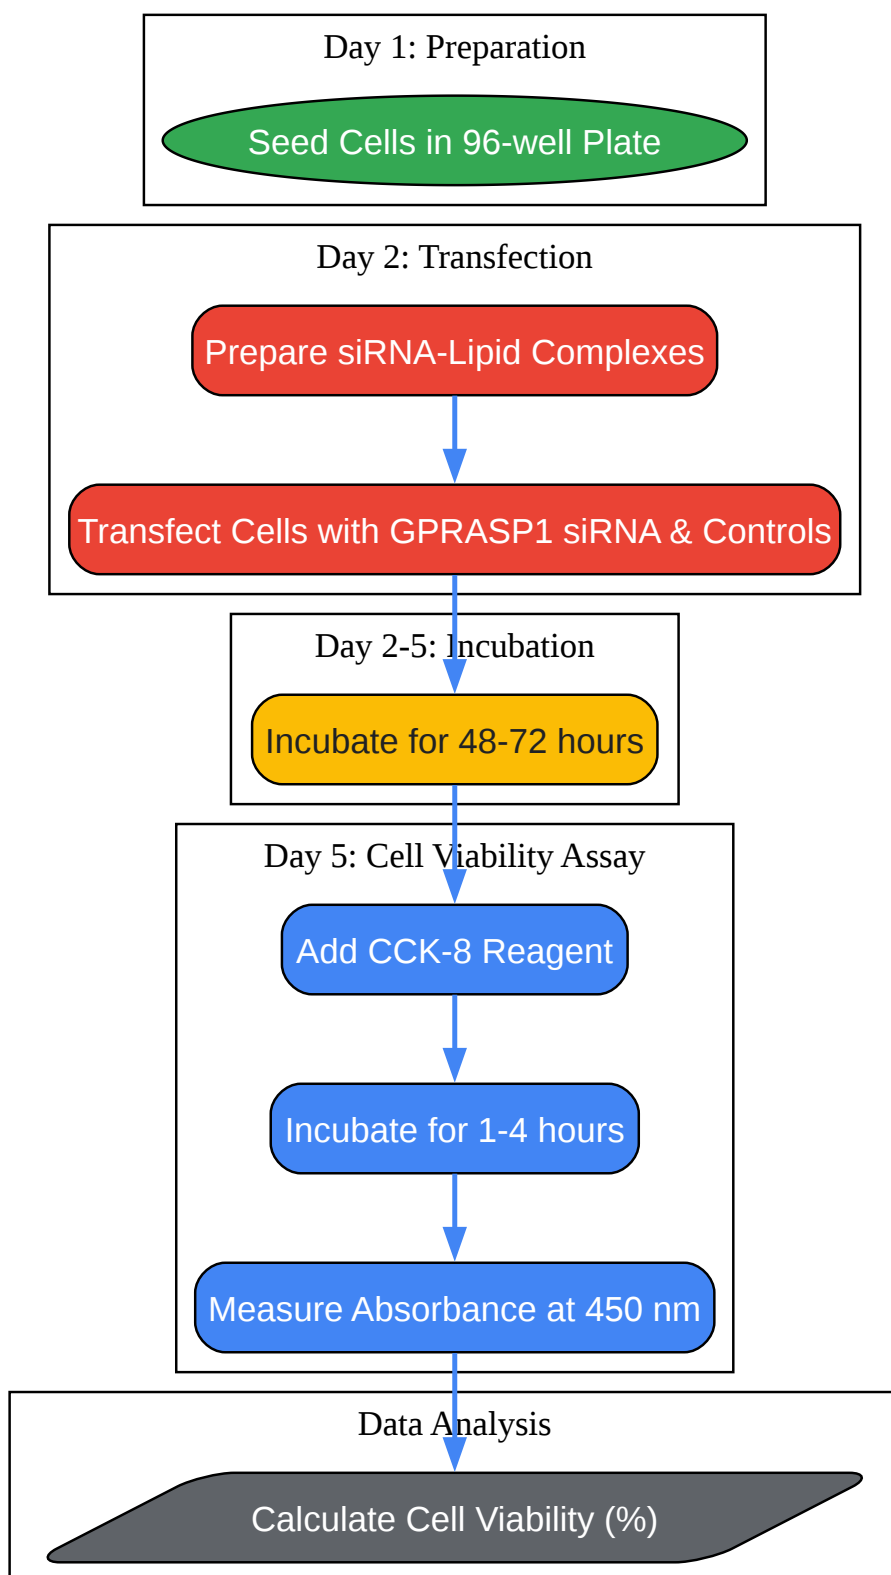 Day 1: Preparation
Seed Cells in 96-well Plate
Day 2: Transfection
Prepare siRNA-Lipid Complexes
Transfect Cells with GPRASP1 siRNA & Controls
Day 2-5: Incubation
Incubate for 48-72 hours
Day 5: Cell Viability Assay
Add CCK-8 Reagent
Incubate for 1-4 hours
Measure Absorbance at 450 nm
Data Analysis
Calculate Cell Viability (%)